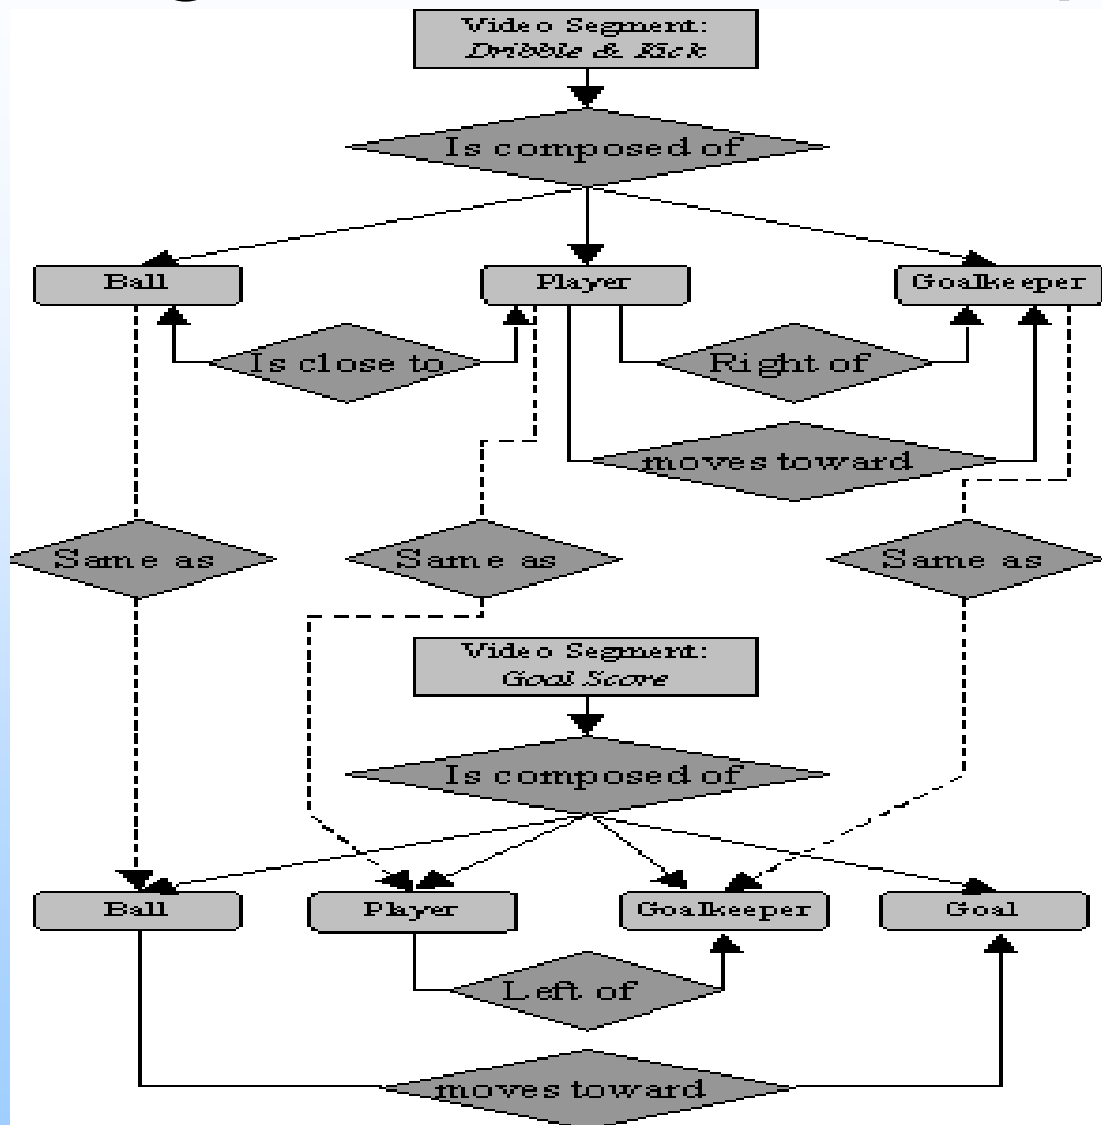 Video Segment:
Dribble & Kick
Is composed of
Ball
Player
Goalkeeper
Is close to
Right of
moves toward
Same as
Same as
Same as
Video Segment:
Goal Score
Is composed of
Ball
Player
Goalkeeper
Goal
Left of
moves toward